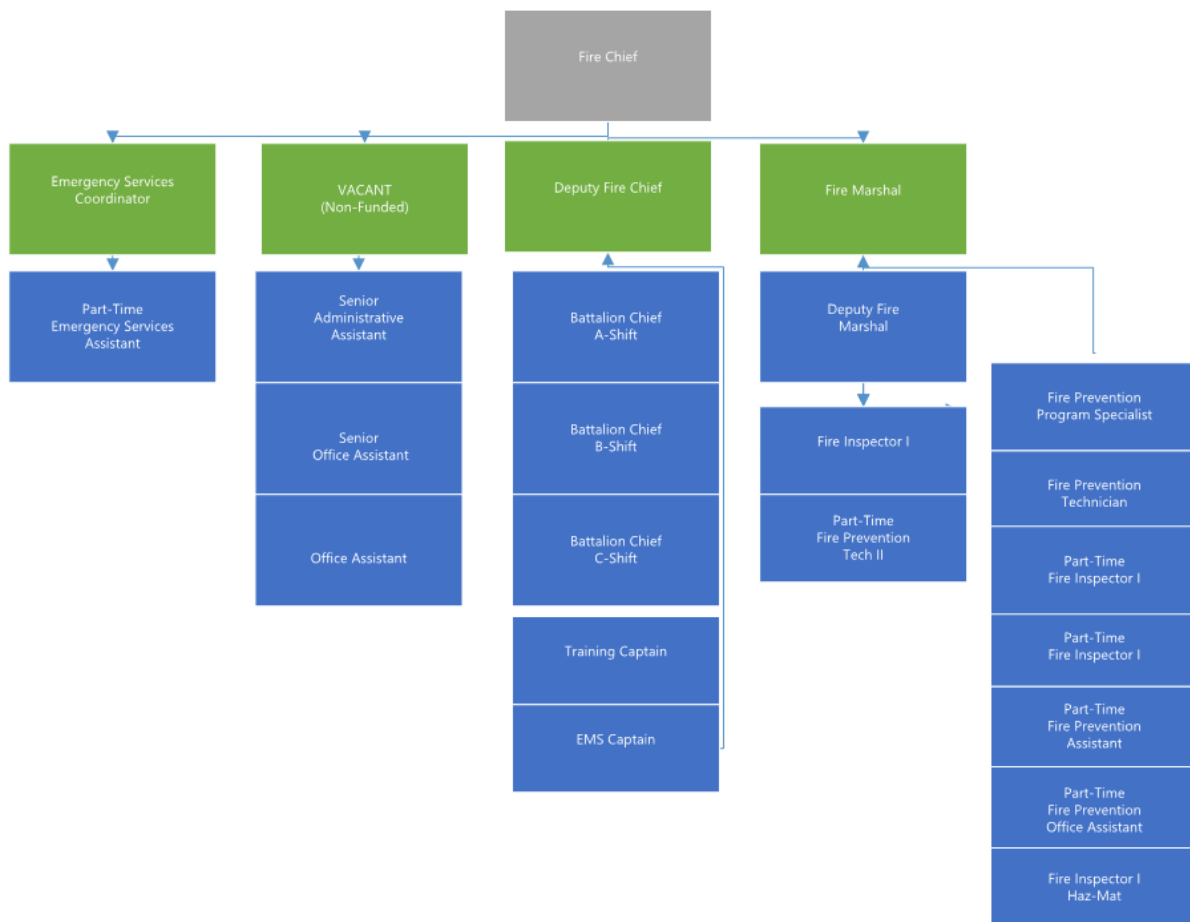 Fire Chief
Emergency Services
Coordinator
VACANT
(Non-Funded)
Deputy Fire Chief
Fire Marshal
Part-Time
Emergency Services
Assistant
Senior
Administrative
Assistant
Senior
Office Assistant
Office Assistant
Battalion Chief
A-Shift
Battalion Chief
B-Shift
Battalion Chief
C-Shift
Training Captain
EMS Captain
Deputy Fire
Marshal
Fire Inspector I
Part-Time
Fire Prevention
Tech II
Fire Prevention
Program Specialist
Fire Prevention
Technician
Part-Time
Fire Inspector I
Part-Time
Fire Inspector I
Part-Time
Fire Prevention
Assistant
Part-Time
Fire Prevention
Office Assistant
Fire Inspector I
Haz-Mat